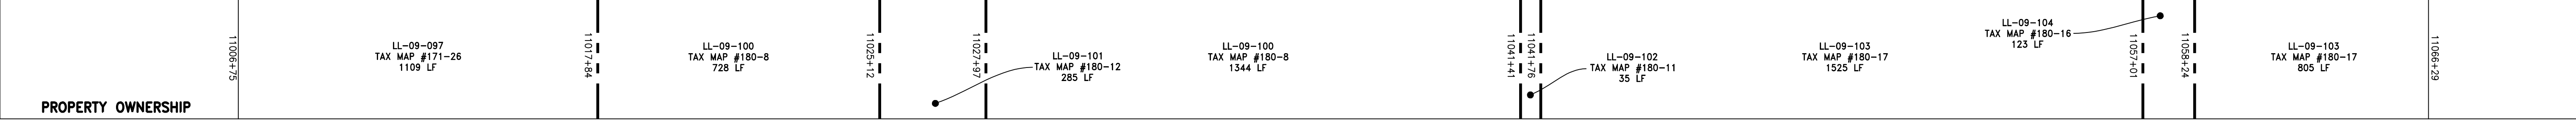 PROPERTY OWNERSHIP
11006+75
LL-09-097
TAX MAP #171-26
1109 LF
11017+84
LL-09-100
TAX MAP #180-8
728 LF
11025+12
11027+97
LL-09-101
TAX MAP #180-12
285 LF
LL-09-100
TAX MAP #180-8
1344 LF
11041+41
11041+76
LL-09-102
TAX MAP #180-11
35 LF
LL-09-103
TAX MAP #180-17
1525 LF
LL-09-104
TAX MAP #180-16
123 LF
11057+01
11058+24
LL-09-103
TAX MAP #180-17
805 LF
11066+29